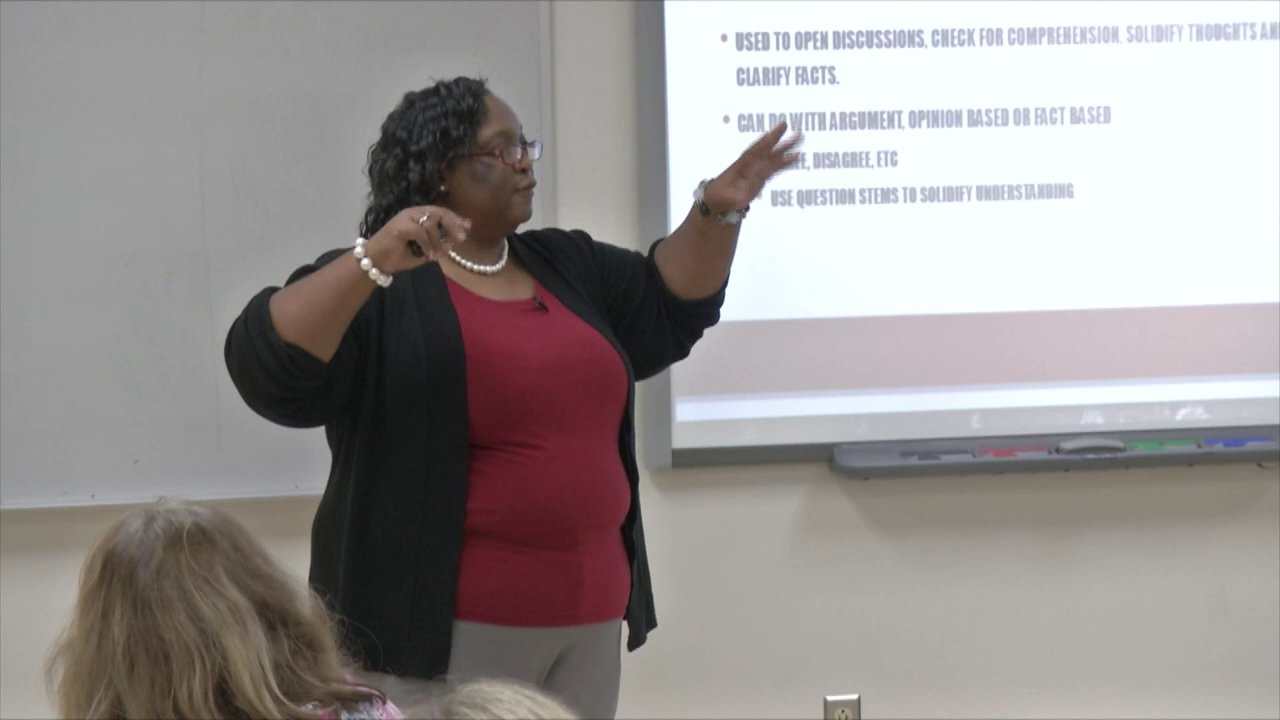 • USED TO OPEN DISCUSSIONS, CHECK FOR COMPREHENSION. SOLIDIFY THOUGHTS
CLARIFY FACTS.
• CAN DO WITH ARGUMENT, OPINION BASED OR FACT BASED
DISAGREE, ETC
USE QUESTION STEMS TO SOLIDIFY UNDERSTANDING